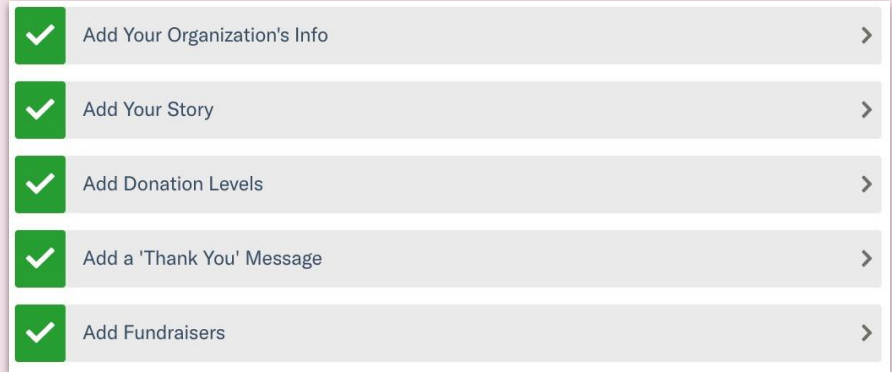 Add Your Organization's Info
Add Your Story
Add Donation Levels
Add a 'Thank You' Message
Add Fundraisers